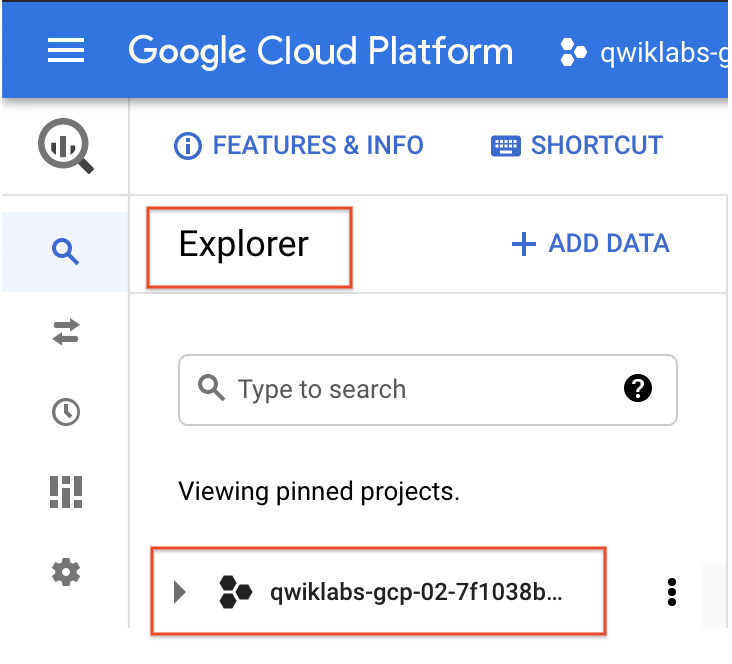 Google Cloud Platform qwiklabs-g
FEATURES & INFO SHORTCUT
Explorer + ADD DATA
Type to search ?
Viewing pinned projects.
qwiklabs-gcp-02-7f1038b...